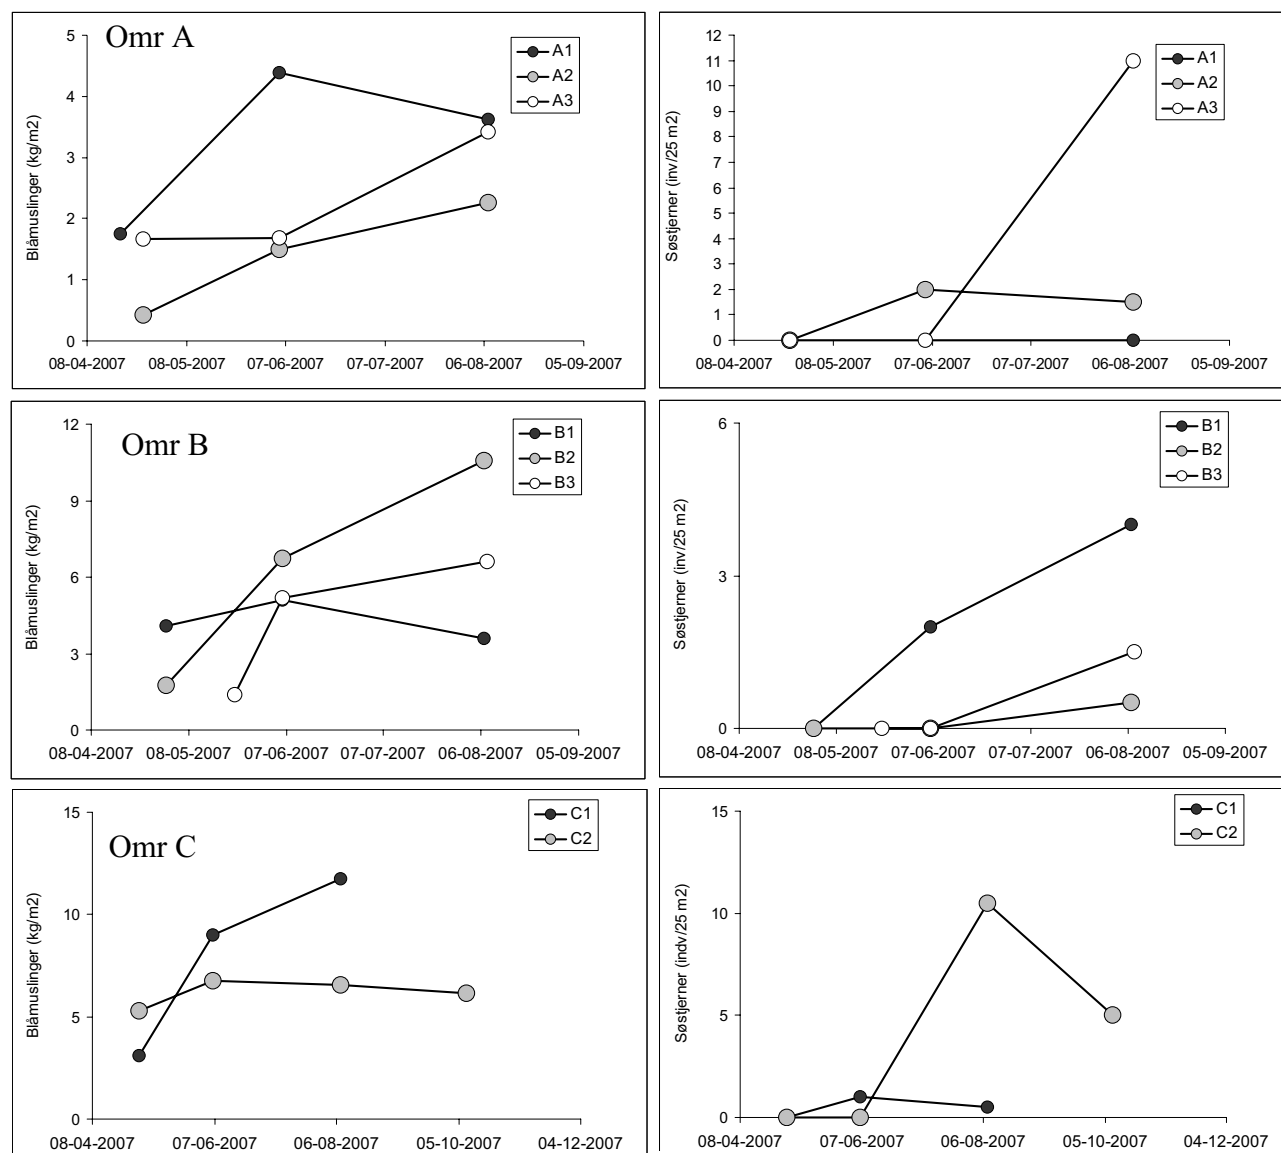 Omr A
A1
A2
A3
Blåmuslinger (kg/m2)
5
4
3
2
1
0
08-04-2007 08-05-2007 07-06-2007 07-07-2007 06-08-2007 05-09-2007
A1
A2
A3
Søstjerner (inv/25 m2)
12
11
10
9
8
7
6
5
4
3
2
1
0
08-04-2007 08-05-2007 07-06-2007 07-07-2007 06-08-2007 05-09-2007
Omr B
B1
B2
B3
Blåmuslinger (kg/m2)
12
9
6
3
0
08-04-2007 08-05-2007 07-06-2007 07-07-2007 06-08-2007 05-09-2007
B1
B2
B3
Søstjerner (inv/25 m2)
6
3
0
08-04-2007 08-05-2007 07-06-2007 07-07-2007 06-08-2007 05-09-2007
Omr C
C1
C2
Blåmuslinger (kg/m2)
15
10
5
0
08-04-2007 07-06-2007 06-08-2007 05-10-2007 04-12-2007
C1
C2
Søstjerner (indv/25 m2)
15
10
5
0
08-04-2007 07-06-2007 06-08-2007 05-10-2007 04-12-2007